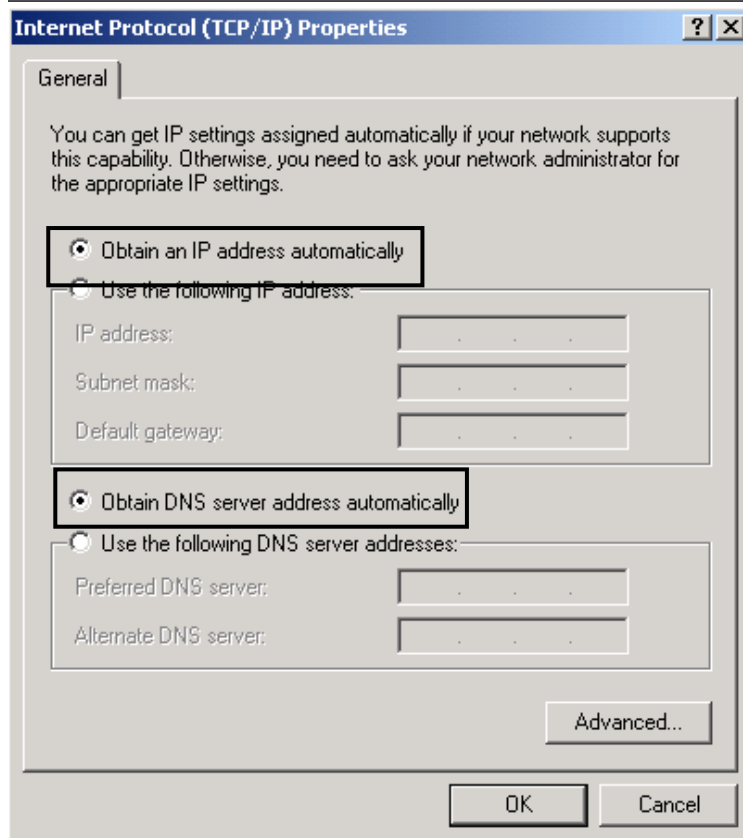 Internet Protocol (TCP/IP) Properties
General
You can get IP settings assigned automatically if your network supports
this capability. Otherwise, you need to ask your network administrator for
the appropriate IP settings.
Obtain an IP address automatically
Use the following IP address:
IP address:
Subnet mask:
Default gateway:
Obtain DNS server address automatically
Use the following DNS server addresses:
Preferred DNS server:
Alternate DNS server:
Advanced...
OK Cancel